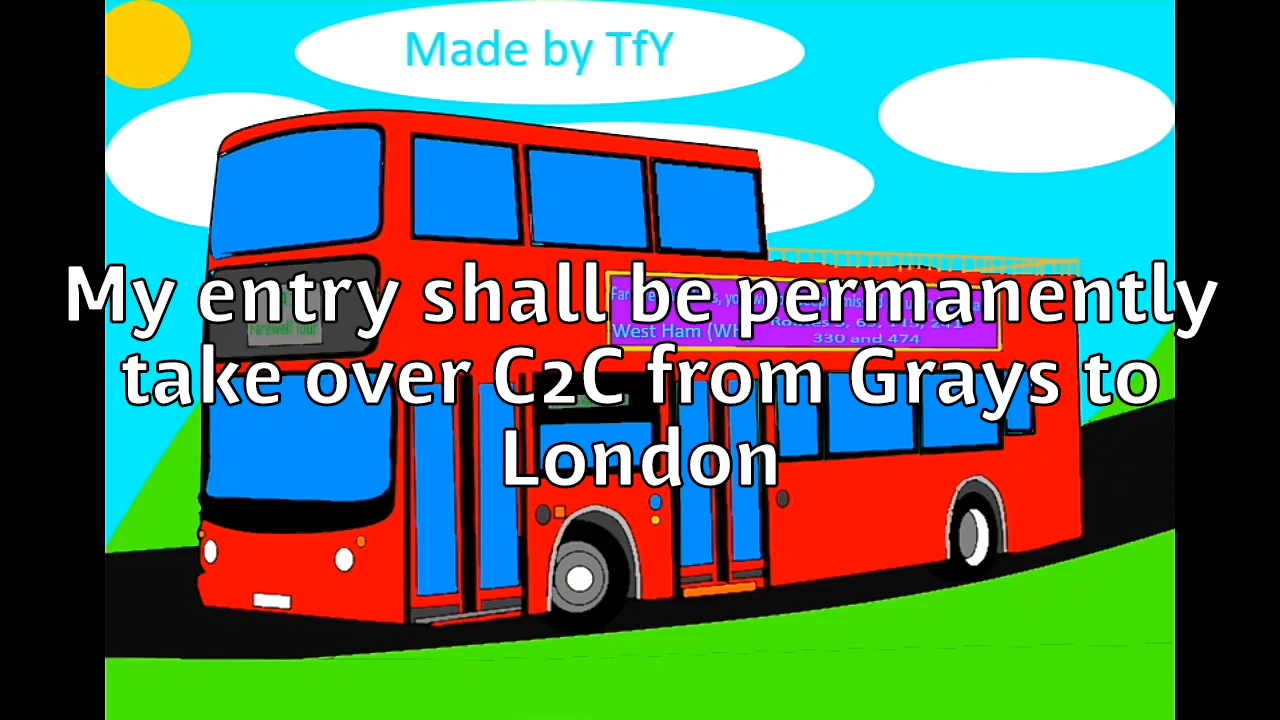 Made by TfY
My entry shall be permanently
take over C2C from Grays to
London
Farewell Tour
West Ham
330 and 474